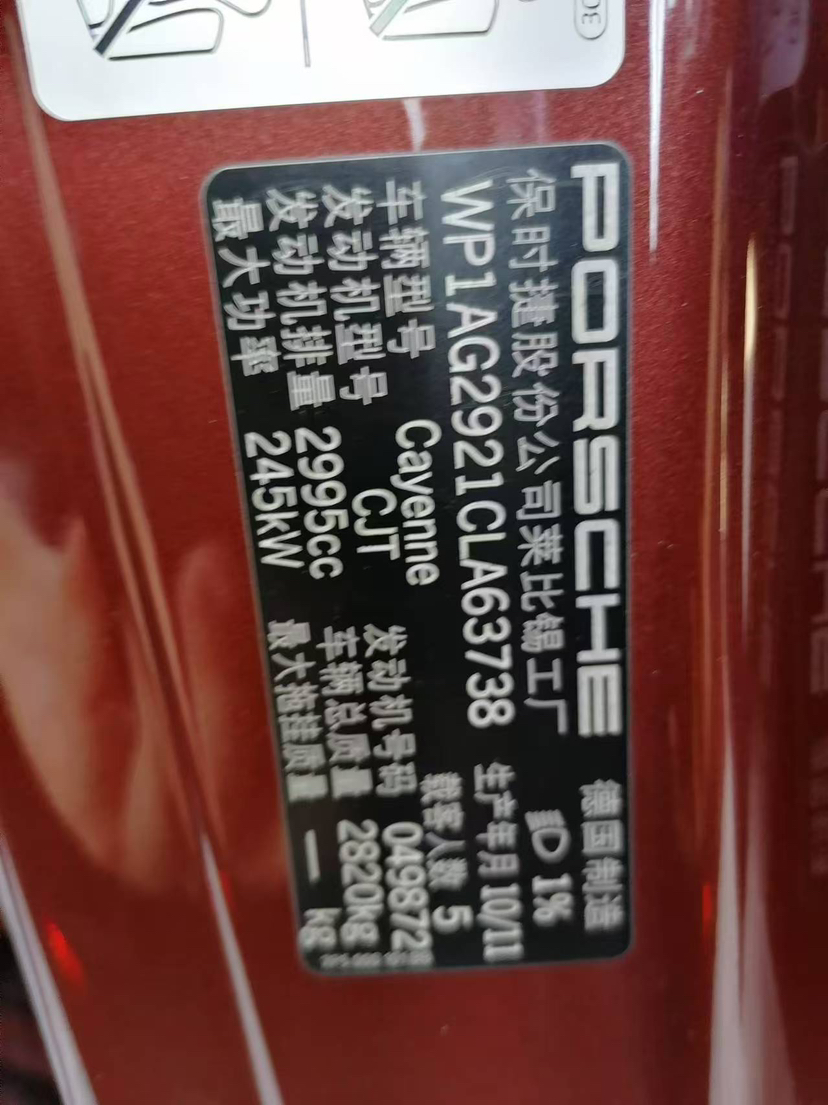 PORSCHE 德国制造
保时捷股份公司莱比锡工厂 1%
WP1AG2921CLA63738 生产年月 10/11
载客人数 5
车辆型号 Cayenne 发动机号码 049872
发动机型号 CJT 车辆总质量 2820kg
发动机排量 2995cc 最大拖挂质量 — kg
最大功率 245kW